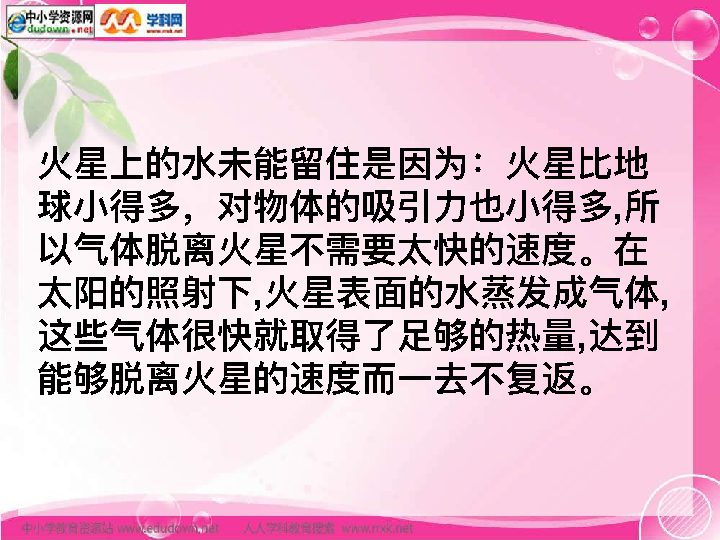 中小学资源网
dudown.net
学科网
www.nxk.net
火星上的水未能留住是因为：火星比地
球小得多，对物体的吸引力也小得多,所
以气体脱离火星不需要太快的速度。在
太阳的照射下,火星表面的水蒸发成气体,
这些气体很快就取得了足够的热量,达到
能够脱离火星的速度而一去不复返。
中小学教育资源站 www.edudown.net 人人学科教育搜索 www.rrxk.net